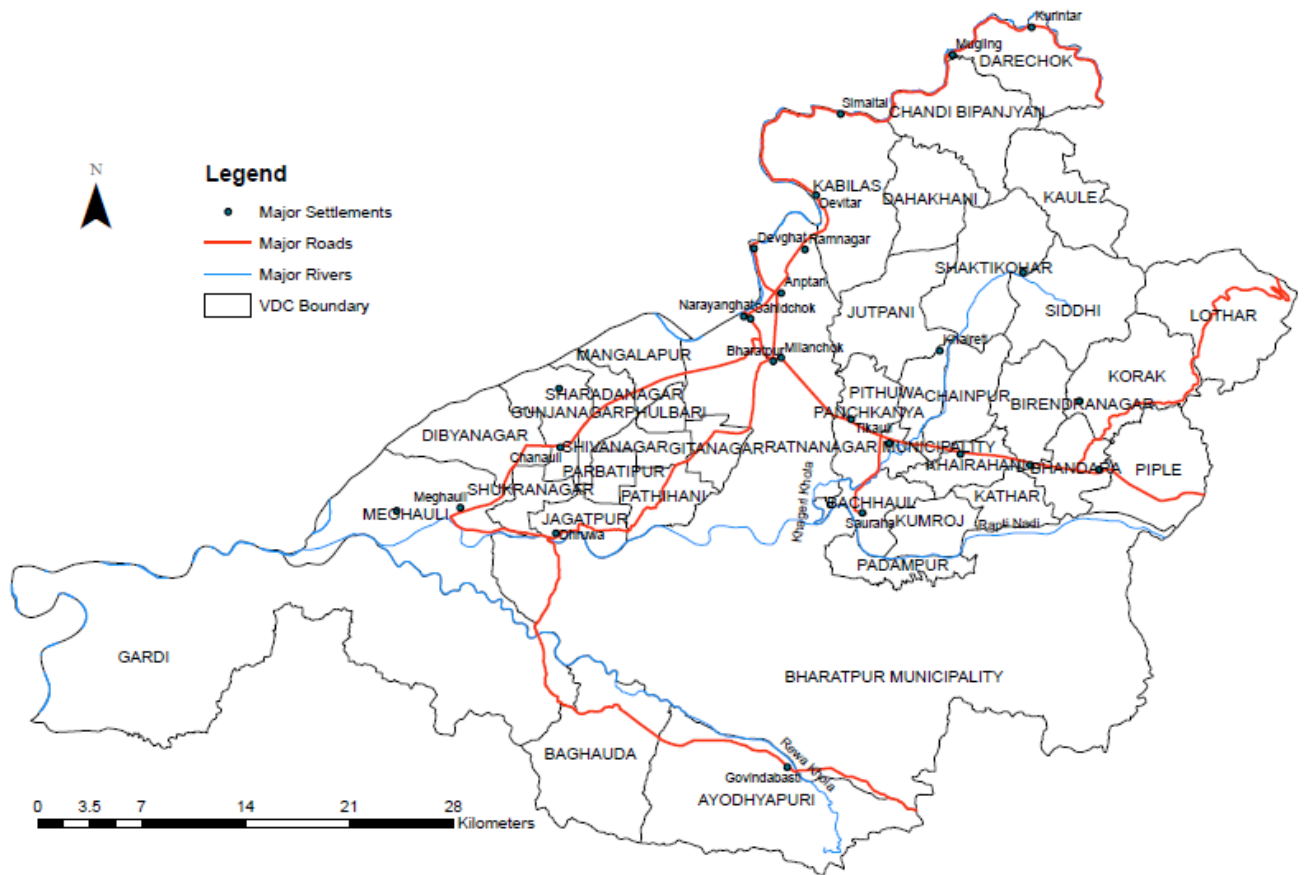 Kurintar
Mugling
DARECHOK
Simaltal
CHANDI BIPANJYAN
N
Legend
Major Settlements
Major Roads
Major Rivers
VDC Boundary
KABILAS
Devitar
DAHAKHANI
KAULE
Devghat
Ramnagar
SHAKTIKOHAR
Anptari
Narayanghat
Sahidchok
JUTPANI
SIDDHI
LOTHAR
MANGALAPUR
Bharatpur
Milanchok
Khaireti
KORAK
SHARADANAGAR
PITHUWA
CHAINPUR
BIRENDRANAGAR
GUNJANAGAR
PHULBARI
PANCHKANYA
Tikauli
DIBYANAGAR
SHIVANAGAR
GITANAGAR
RATNANAGAR MUNICIPALITY
Chanauli
PARBATIPUR
KHAIRAHANI
BHANDARA
PIPLE
SHUKRANAGAR
PATHIHANI
Khageri Khola
KATHAR
Meghauli
MEGHAULI
JAGATPUR
BACHHAULI
Sauraha
KUMROJ
Rapti Nadi
Dhruwa
PADAMPUR
GARDI
BHARATPUR MUNICIPALITY
BAGHAUDA
Rewa Khola
Govindabasti
AYODHYAPURI
0 3.5 7 14 21 28
Kilometers